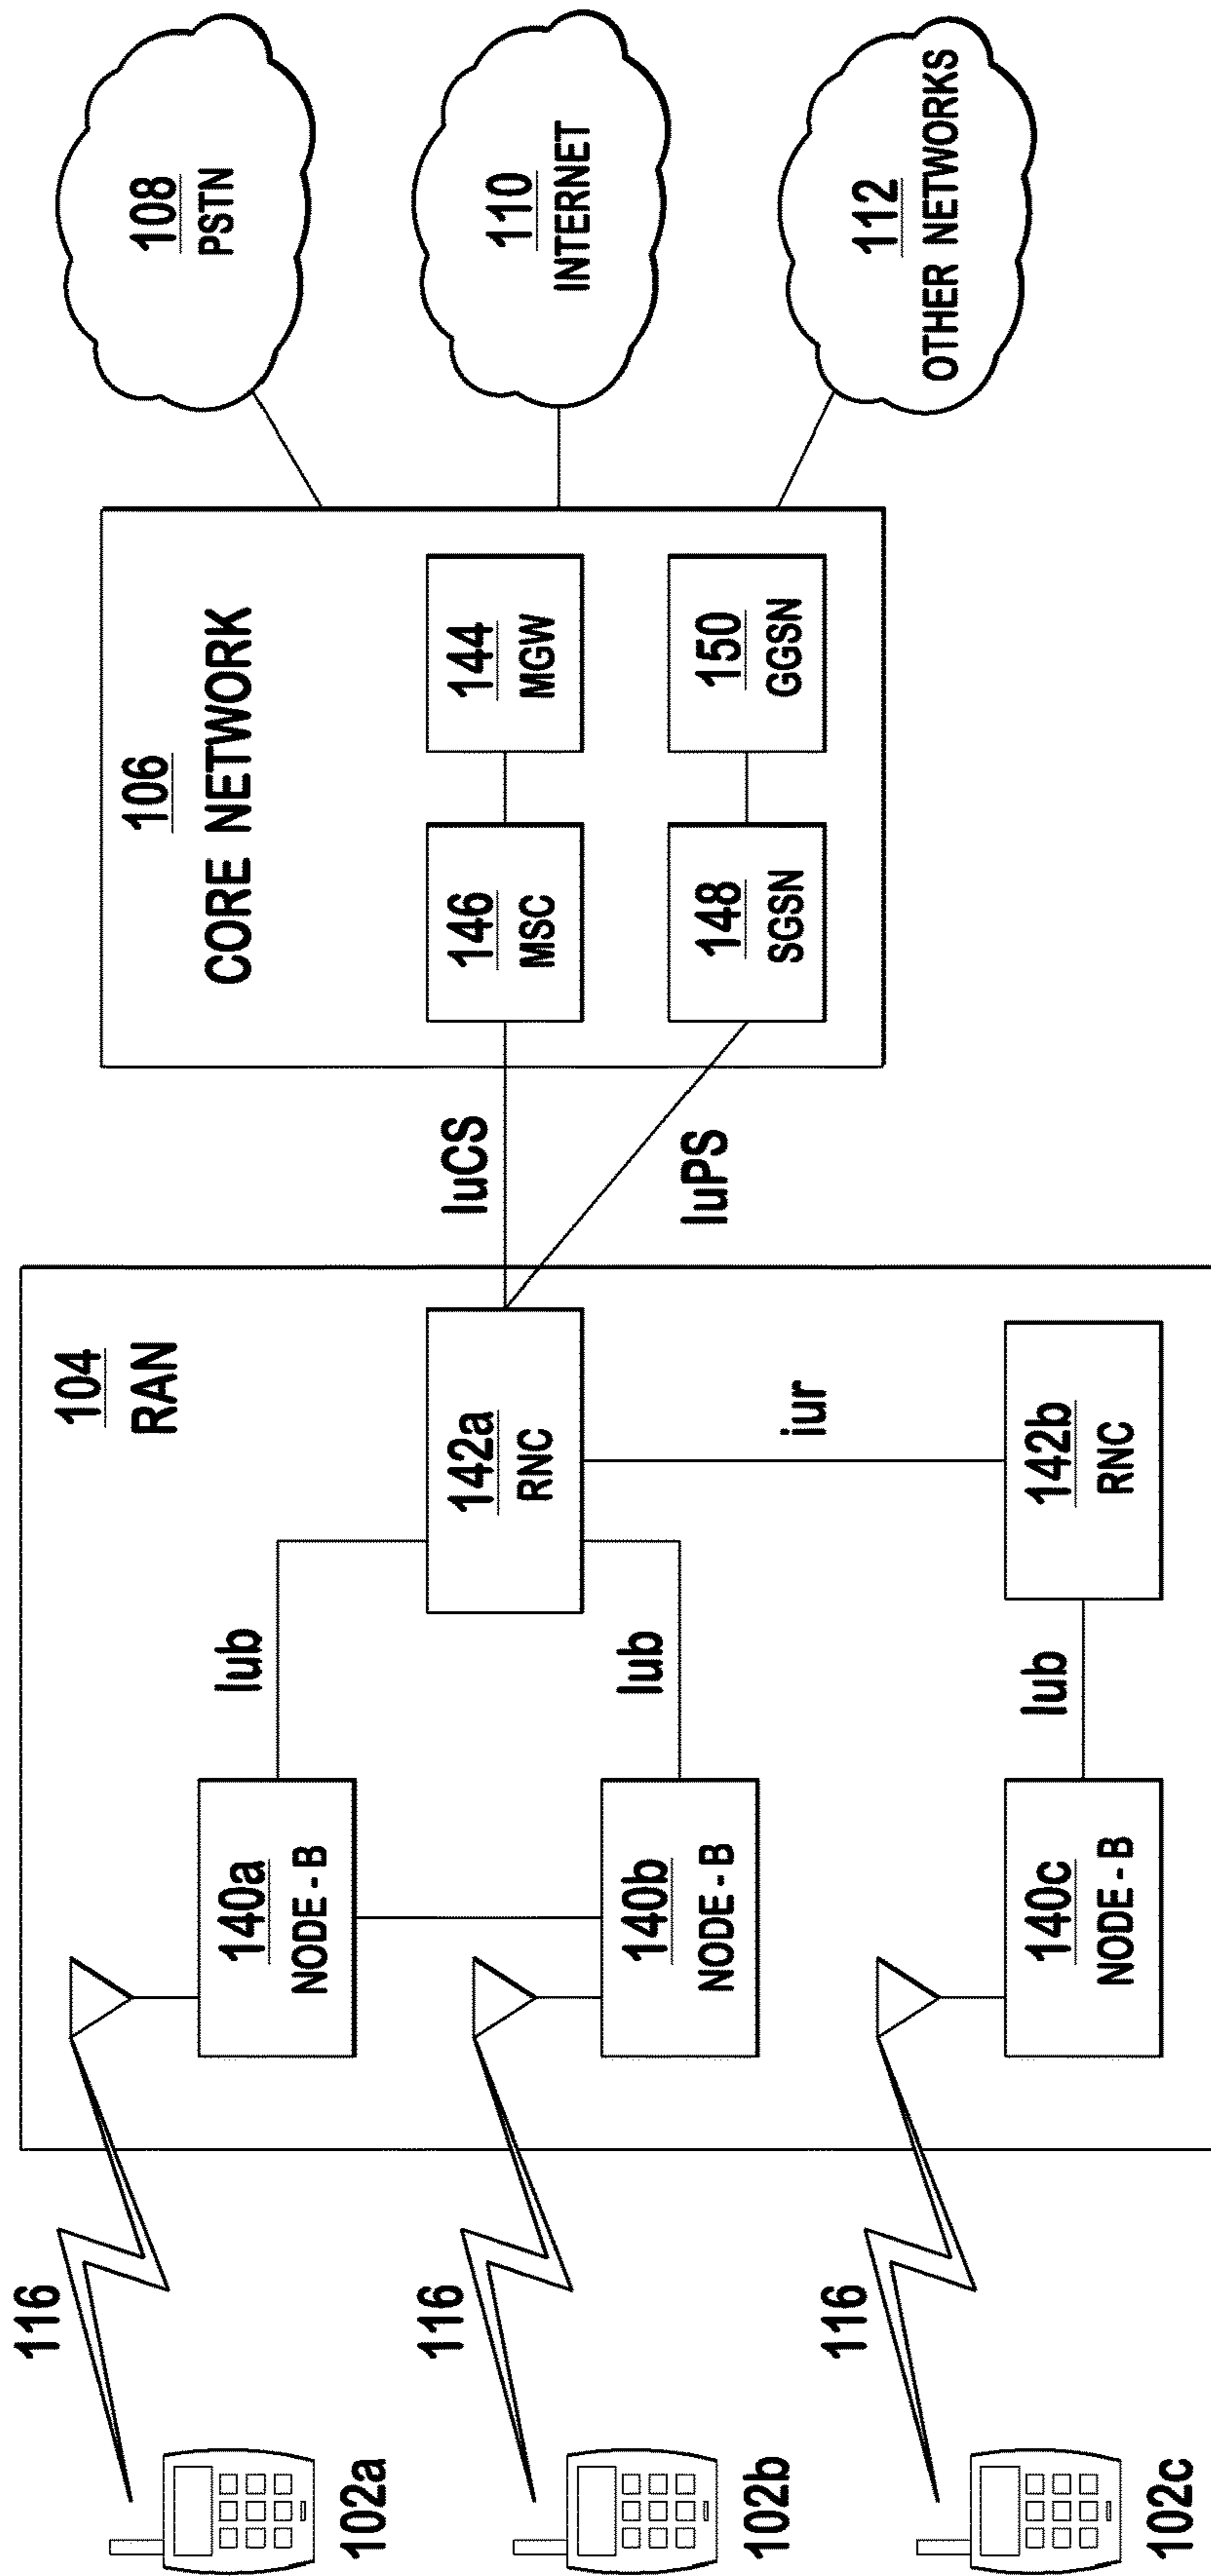 116
102a
116
102b
116
102c
104
RAN
140a
NODE - B
140b
NODE - B
140c
NODE - B
Iub
Iub
Iub
142a
RNC
iur
142b
RNC
IuCS
IuPS
106
CORE NETWORK
146
MSC
144
MGW
148
SGSN
150
GGSN
108
PSTN
110
INTERNET
112
OTHER NETWORKS